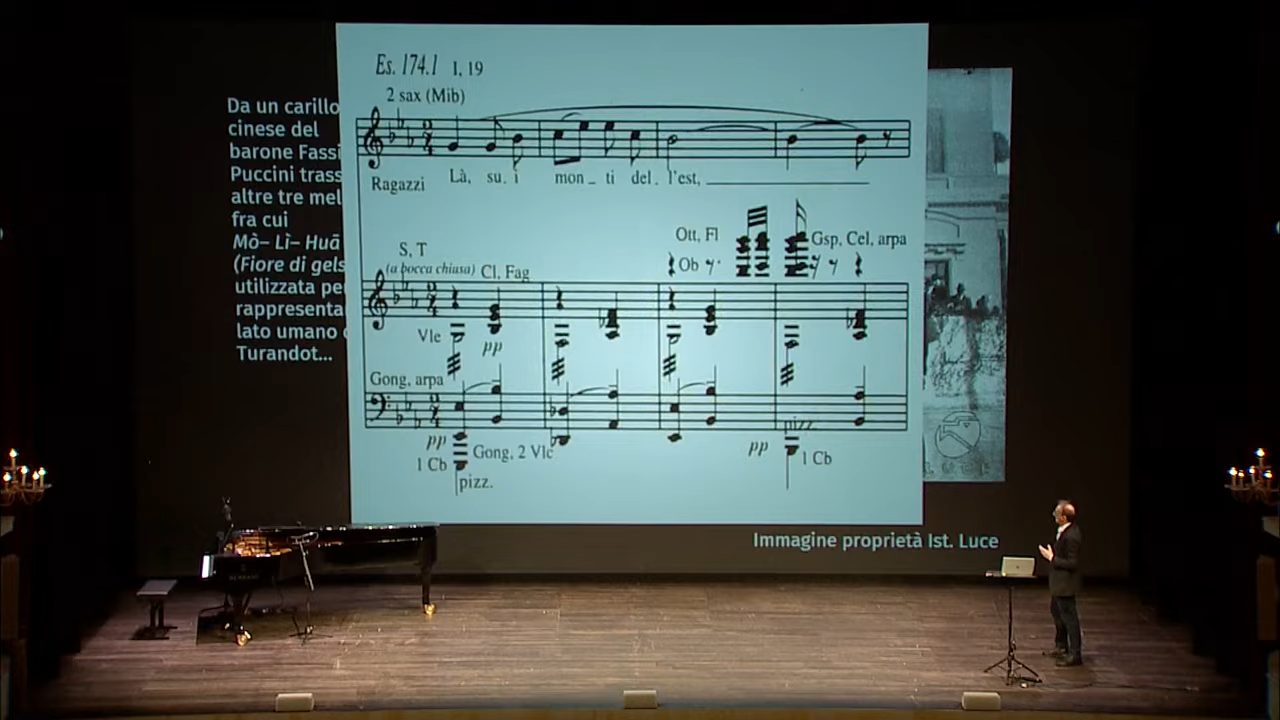 Da un carillo
cinese del
barone Fassi
Puccini trass
altre tre mel
fra cui
Mò– Lì– Huā
(Fiore di gels
utilizzata pe
rappresenta
lato umano
Turandot...
Es. 174.1 I, 19
2 sax (Mib)
Ragazzi
Là, su i mon_ ti del_ l'est,
S, T
(a bocca chiusa) Cl, Fag
Ott, Fl
Ob
Gsp, Cel, arpa
Vle
pp
Gong, arpa
pp
Gong, 2 Vlc
1 Cb
pizz.
pizz.
pp
1 Cb
Immagine proprietà Ist. Luce